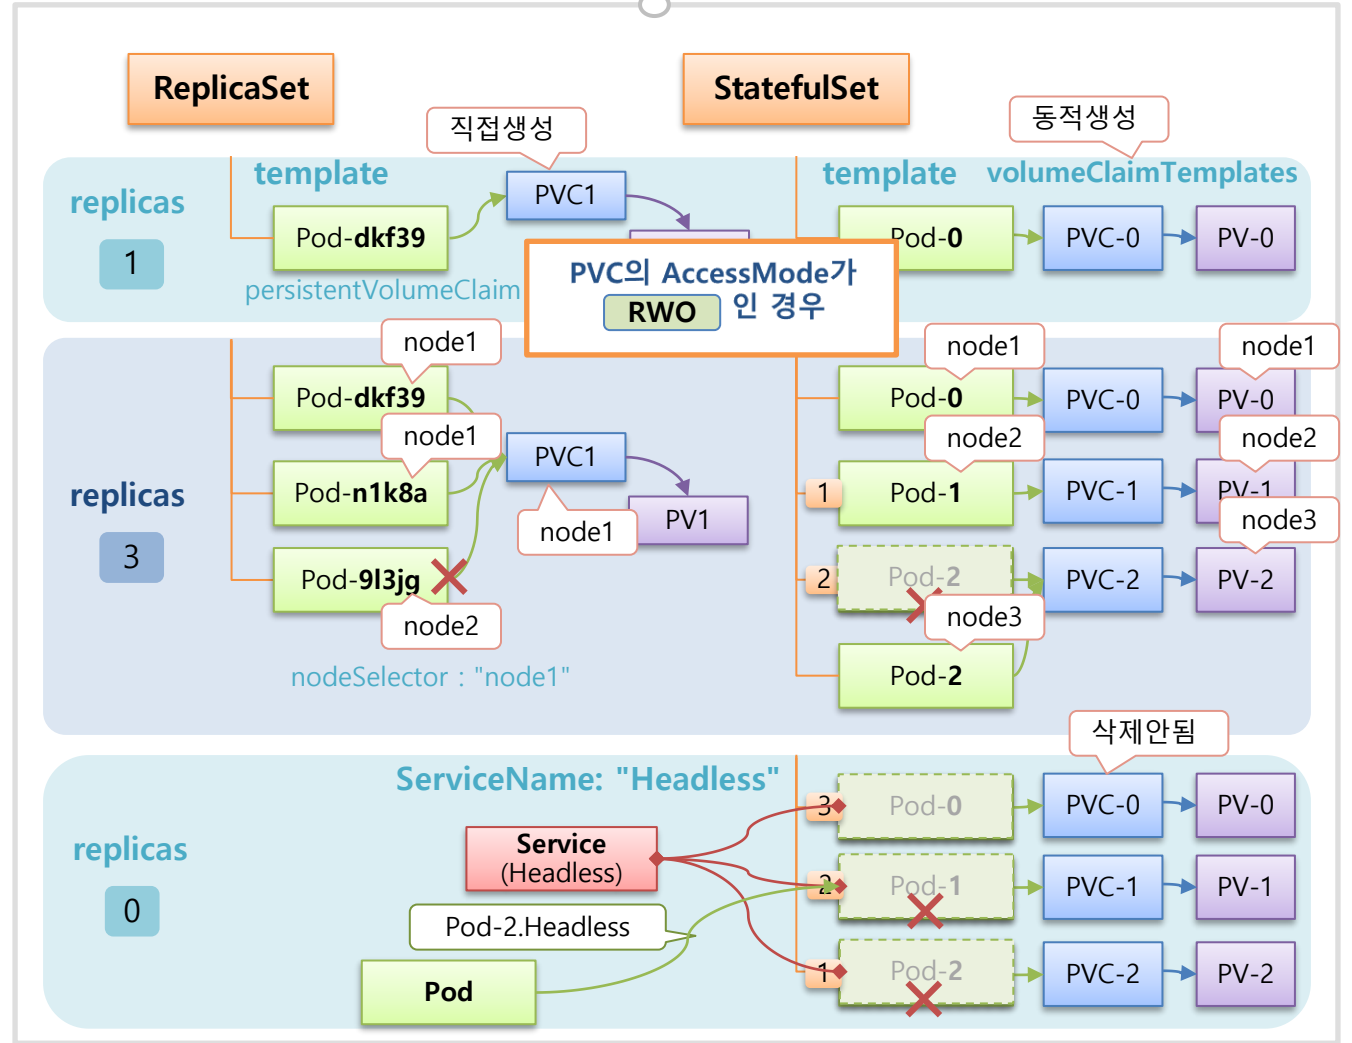 ReplicaSet
StatefulSet
직접생성
동적생성
replicas
1
template
Pod-dkf39
persistentVolumeClaim
PVC1
PVC의 AccessMode가
RWO 인 경우
template
volumeClaimTemplates
Pod-0
PVC-0
PV-0
replicas
3
node1
Pod-dkf39
node1
Pod-n1k8a
Pod-9l3jg
node2
nodeSelector : "node1"
PVC1
node1
PV1
node1
node1
Pod-0
PVC-0
PV-0
node2
node2
1
Pod-1
PVC-1
PV-1
node3
2
Pod-2
PVC-2
PV-2
node3
Pod-2
replicas
0
ServiceName: "Headless"
삭제안됨
Service
(Headless)
Pod-2.Headless
Pod
3
Pod-0
PVC-0
PV-0
2
Pod-1
PVC-1
PV-1
1
Pod-2
PVC-2
PV-2